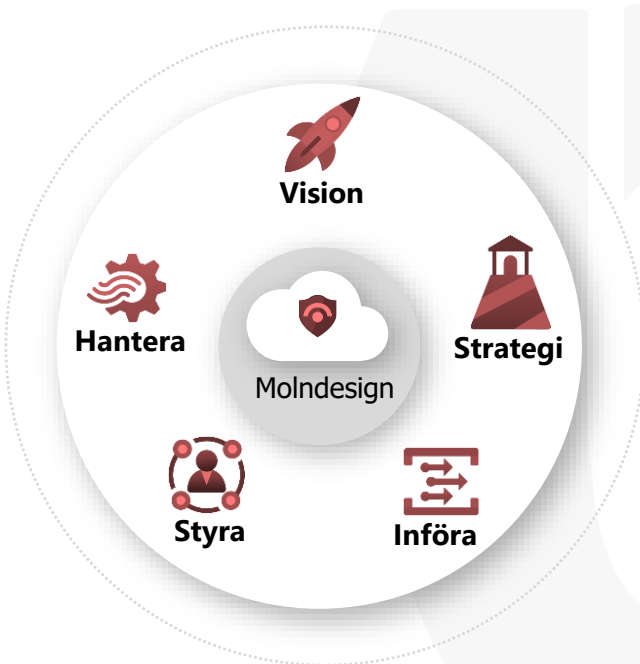 Vision
Hantera
Strategi
Molndesign
Styra
Införa